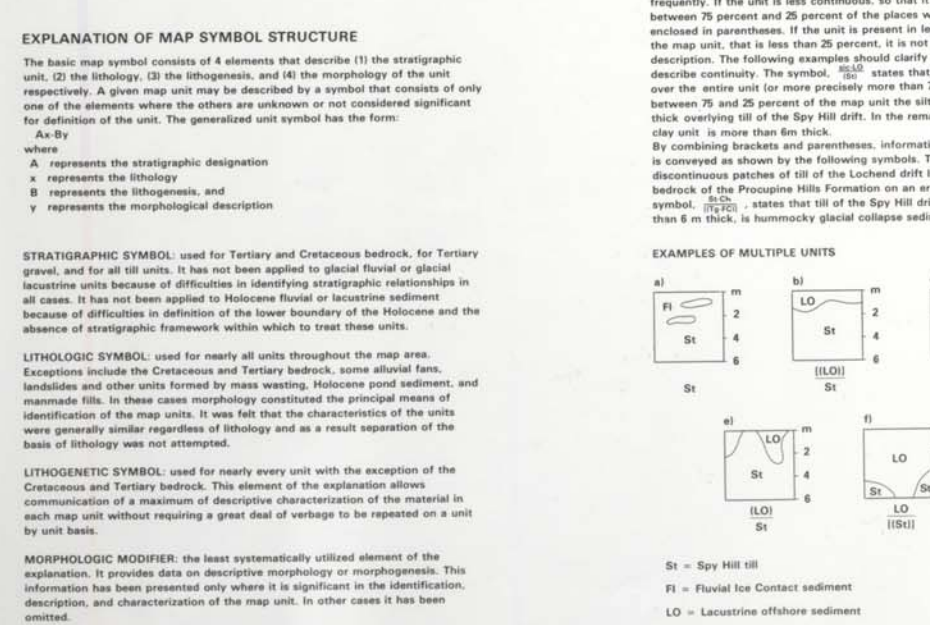 EXPLANATION OF MAP SYMBOL STRUCTURE
The basic map symbol consists of 4 elements that describe (1) the stratigraphic
unit, (2) the lithology, (3) the lithogenesis, and (4) the morphology of the unit
respectively. A given map unit may be described by a symbol that consists of only
one of the elements where the others are unknown or not considered significant
for definition of the unit. The generalized unit symbol has the form:
Ax-By
where
A represents the stratigraphic designation
x represents the lithology
B represents the lithogenesis, and
y represents the morphological description
STRATIGRAPHIC SYMBOL: used for Tertiary and Cretaceous bedrock, for Tertiary
gravel, and for all till units. It has not been applied to glacial fluvial or glacial
lacustrine units because of difficulties in identifying stratigraphic relationships in
all cases. It has not been applied to Holocene fluvial or lacustrine sediment
because of difficulties in definition of the lower boundary of the Holocene and the
absence of stratigraphic framework within which to treat these units.
LITHOLOGIC SYMBOL: used for nearly all units throughout the map area.
Exceptions include the Cretaceous and Tertiary bedrock, some alluvial fans,
landslides and other units formed by mass wasting, Holocene pond sediment, and
manmade fills. In these cases morphology constituted the principal means of
identification of the map units. It was felt that the characteristics of the units
were generally similar regardless of lithology and as a result separation of the
basis of lithology was not attempted.
LITHOGENETIC SYMBOL: used for nearly every unit with the exception of the
Cretaceous and Tertiary bedrock. This element of the explanation allows
communication of a maximum of descriptive characterization of the material in
each map unit without requiring a great deal of verbage to be repeated on a unit
by unit basis.
MORPHOLOGIC MODIFIER: the least systematically utilized element of the
explanation. It provides data on descriptive morphology or morphogenesis. This
information has been presented only where it is significant in the identification,
description, and characterization of the map unit. In other cases it has been
omitted.
frequently. If the unit is less continuous, so that it
between 75 percent and 25 percent of the places
enclosed in parentheses. If the unit is present in
the map unit, that is less than 25 percent, it is not
description. The following examples should clarify
describe continuity. The symbol, sic-LO (St) states that
over the entire unit (or more precisely more than
between 75 and 25 percent of the map unit the
thick overlying till of the Spy Hill drift. In the
clay unit is more than 6m thick.
By combining brackets and parentheses,
is conveyed as shown by the following symbols.
discontinuous patches of till of the Lochend drift
bedrock of the Procupine Hills Formation on an
symbol, , states that till of the Spy Hill
than 6 m thick, is hummocky glacial collapse
EXAMPLES OF MULTIPLE UNITS
a)
m
FI
2
St
4
6
St
b)
m
LO
2
St
4
6
[(LO)]
St
e)
m
LO
2
St
4
6
(LO)
St
f)
LO
St
St
LO
[(St)]
St = Spy Hill till
FI = Fluvial Ice Contact sediment
LO = Lacustrine offshore sediment